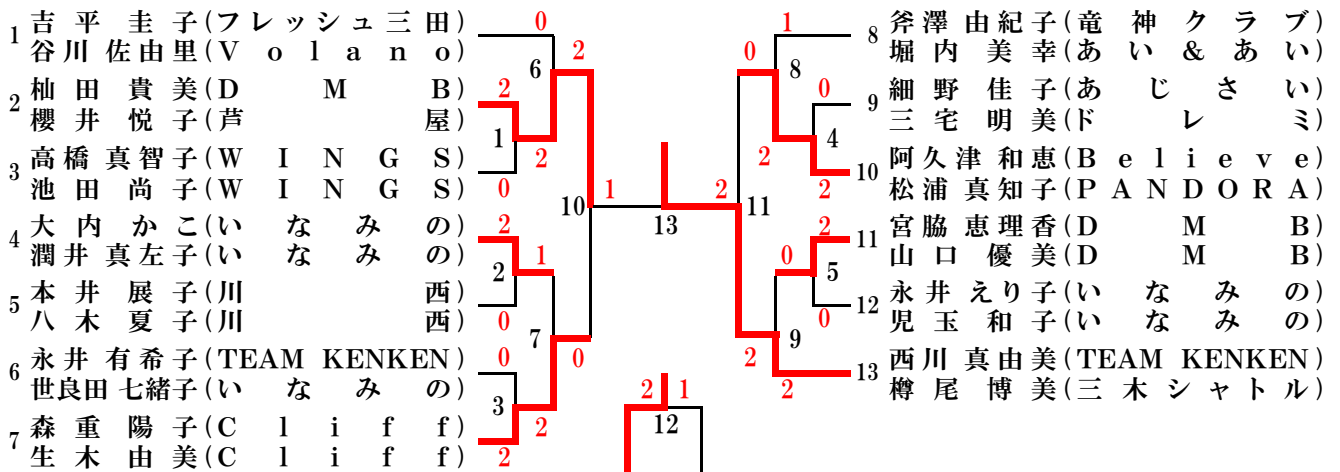 1 吉平圭子(フレッシュ三田)
谷川佐由里(Volano)
2 杣田貴美(DMB)
櫻井悦子(芦屋)
3 高橋真智子(WINGS)
池田尚子(WINGS)
4 大内かこ(いなみの)
潤井真左子(いなみの)
5 本井展子(川西)
八木夏子(川西)
6 永井有希子(TEAM KENKEN)
世良田七緒子(いなみの)
7 森重陽子(Cliff)
生木由美(Cliff)
0
6 2
2
1
2
0
10 1
2
1
2
0
7
0
0
3
2
2
13
2 1
12
1
0
8
0
4
2
2
2 11
2
0
5
0
9
2
2
8 斧澤由紀子(竜神クラブ)
堀内美幸(あい&あい)
9 細野佳子(あじさい)
三宅明美(ドレミ)
10 阿久津和恵(Believe)
松浦真知子(PANDORA)
11 宮脇恵理香(DMB)
山口優美(DMB)
12 永井えり子(いなみの)
児玉和子(いなみの)
13 西川真由美(TEAM KENKEN)
樽尾博美(三木シャトル)